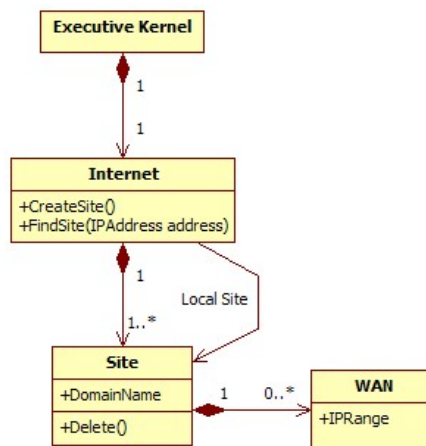 Executive Kernel
1
1
Internet
+CreateSite()
+FindSite(IPAddress address)
1
Local Site
1..*
Site
+DomainName
+Delete()
1
0..*
WAN
+IPRange